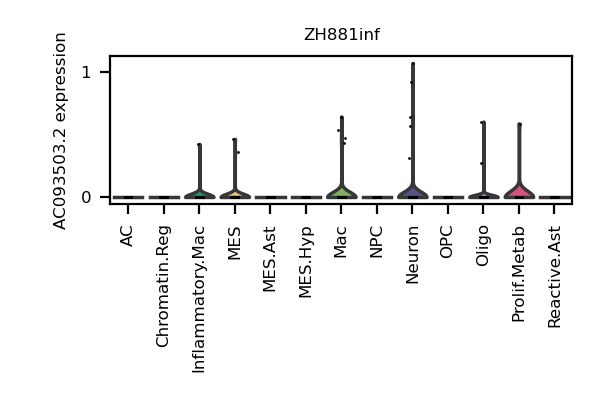 ZH881inf
AC093503.2 expression
1
0
AC
Chromatin.Reg
Inflammatory.Mac
MES
MES.Ast
MES.Hyp
Mac
NPC
Neuron
OPC
Oligo
Prolif.Metab
Reactive.Ast